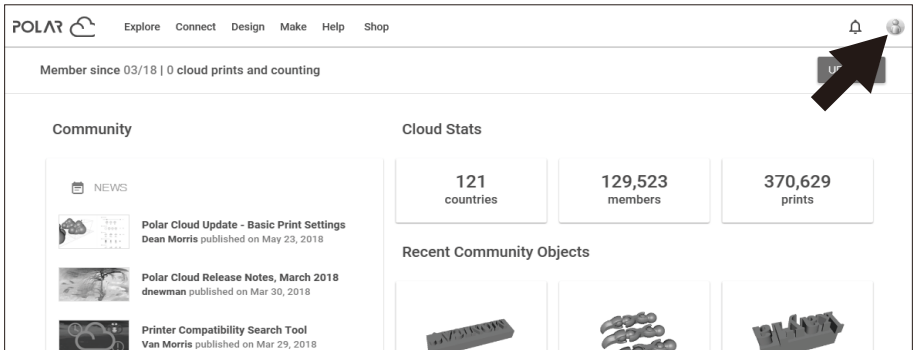 POLAR
Explore Connect Design Make Help Shop
Member since 03/18 | 0 cloud prints and counting
Community
Cloud Stats
NEWS
121
countries
129,523
members
370,629
prints
Polar Cloud Update - Basic Print Settings
Dean Morris published on May 23, 2018
Recent Community Objects
Polar Cloud Release Notes, March 2018
dnewman published on Mar 30, 2018
Printer Compatibility Search Tool
Van Morris published on Mar 29, 2018